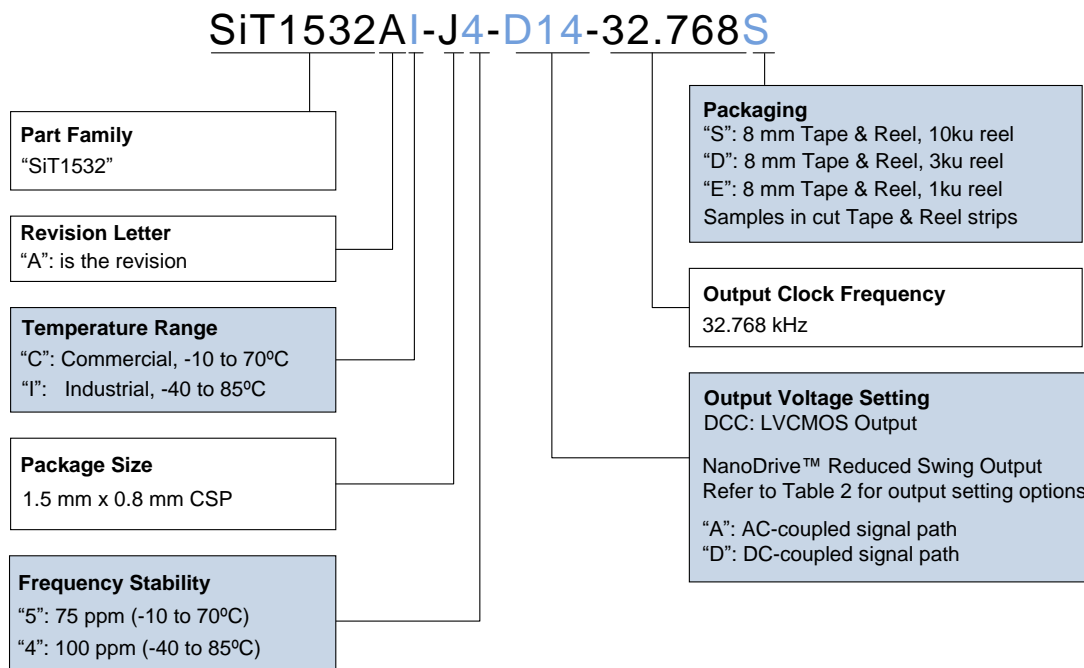 SiT1532AI-J4-D14-32.768S
Part Family
“SiT1532”
Revision Letter
“A”: is the revision
Temperature Range
“C”: Commercial, -10 to 70ºC
“I”: Industrial, -40 to 85ºC
Package Size
1.5 mm x 0.8 mm CSP
Frequency Stability
“5”: 75 ppm (-10 to 70ºC)
“4”: 100 ppm (-40 to 85ºC)
Packaging
“S”: 8 mm Tape & Reel, 10ku reel
“D”: 8 mm Tape & Reel, 3ku reel
“E”: 8 mm Tape & Reel, 1ku reel
Samples in cut Tape & Reel strips
Output Clock Frequency
32.768 kHz
Output Voltage Setting
DCC: LVCMOS Output
NanoDrive™ Reduced Swing Output
Refer to Table 2 for output setting options
“A”: AC-coupled signal path
“D”: DC-coupled signal path